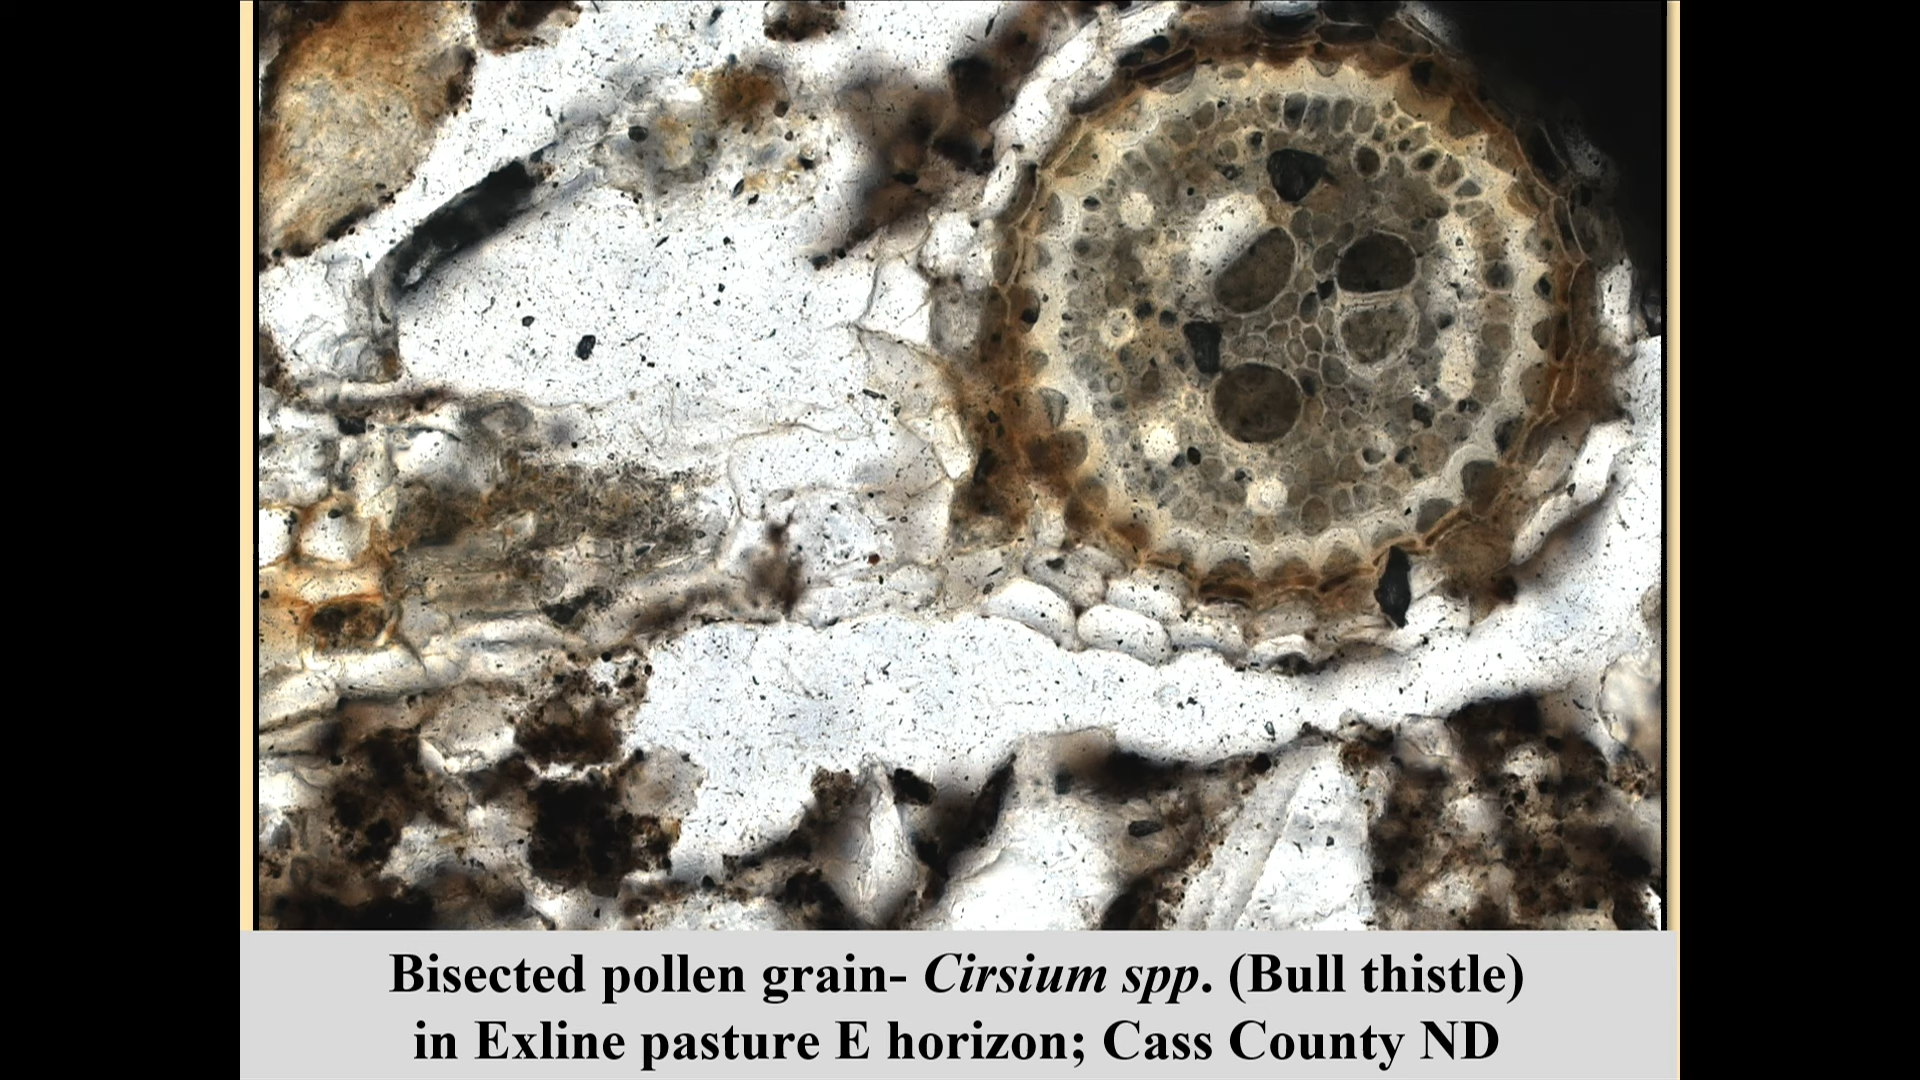 Bisected pollen grain- Cirsium spp. (Bull thistle)
in Exline pasture E horizon; Cass County ND